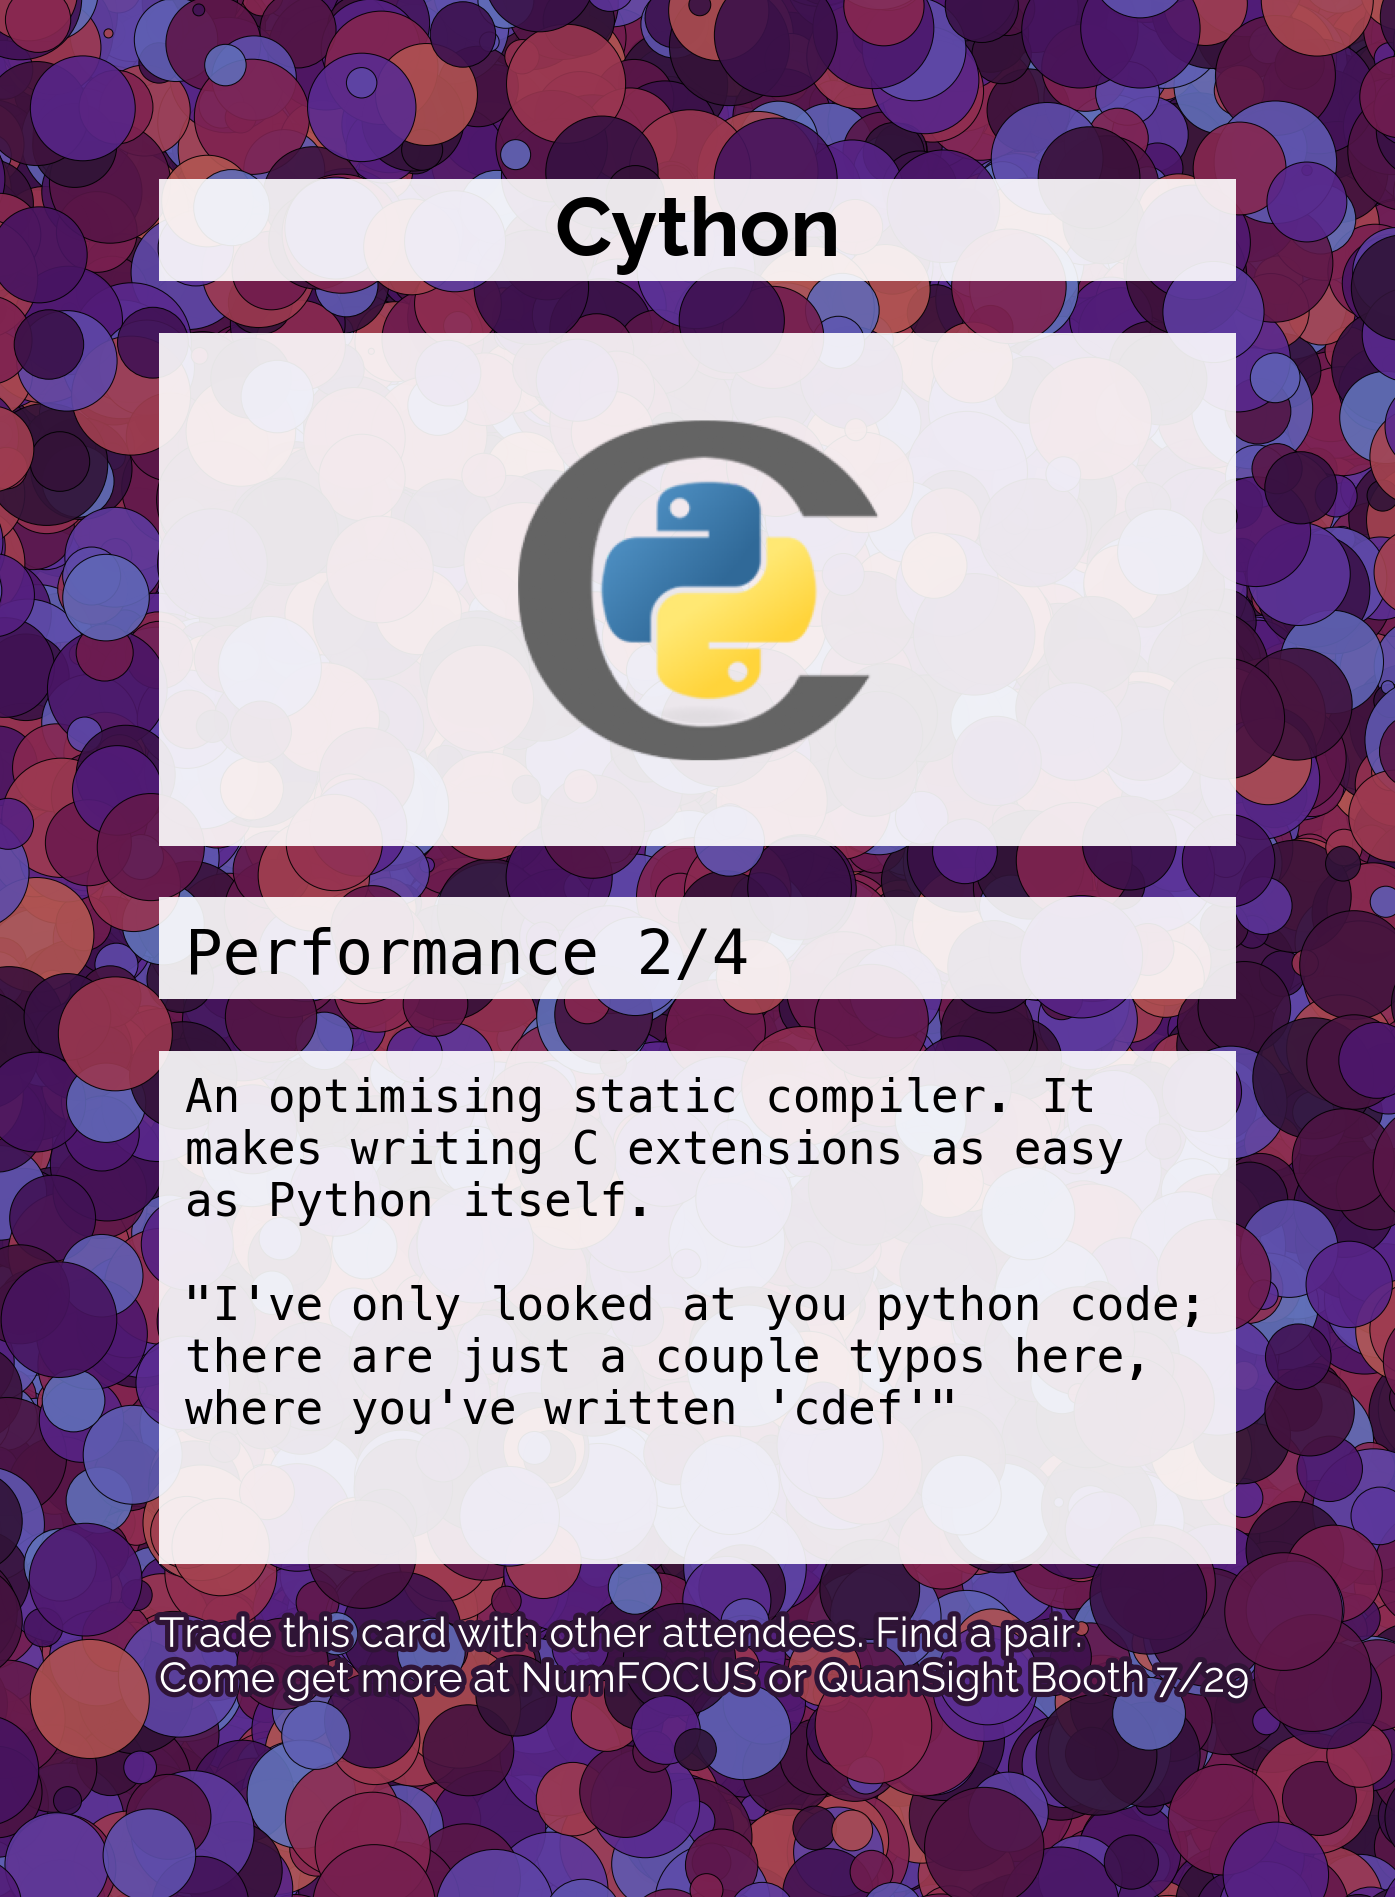 Cython
Performance 2/4
An optimising static compiler. It
makes writing C extensions as easy
as Python itself.
"I've only looked at you python code;
there are just a couple typos here,
where you've written 'cdef'"
Trade this card with other attendees. Find a pair.
Come get more at NumFOCUS or QuanSight Booth 7/29